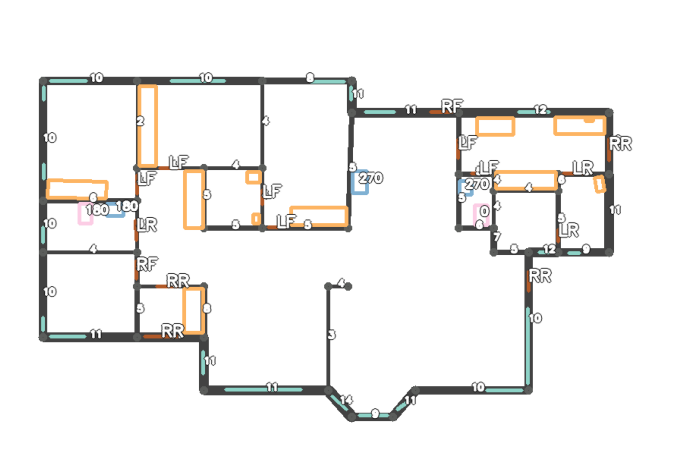 10 10 8
11 11 RF 12
2 4
10 LF RR
LF 4 5 LF LR
LF 270 270 4 6
8 5 LF 5 4
180 180 0 11
10 LR 5 LF 5 6 LR
4 7
RF 5 12 9
10 RR 4 RR
5 8 10
11 RR 3
11
11 14 9 11 10